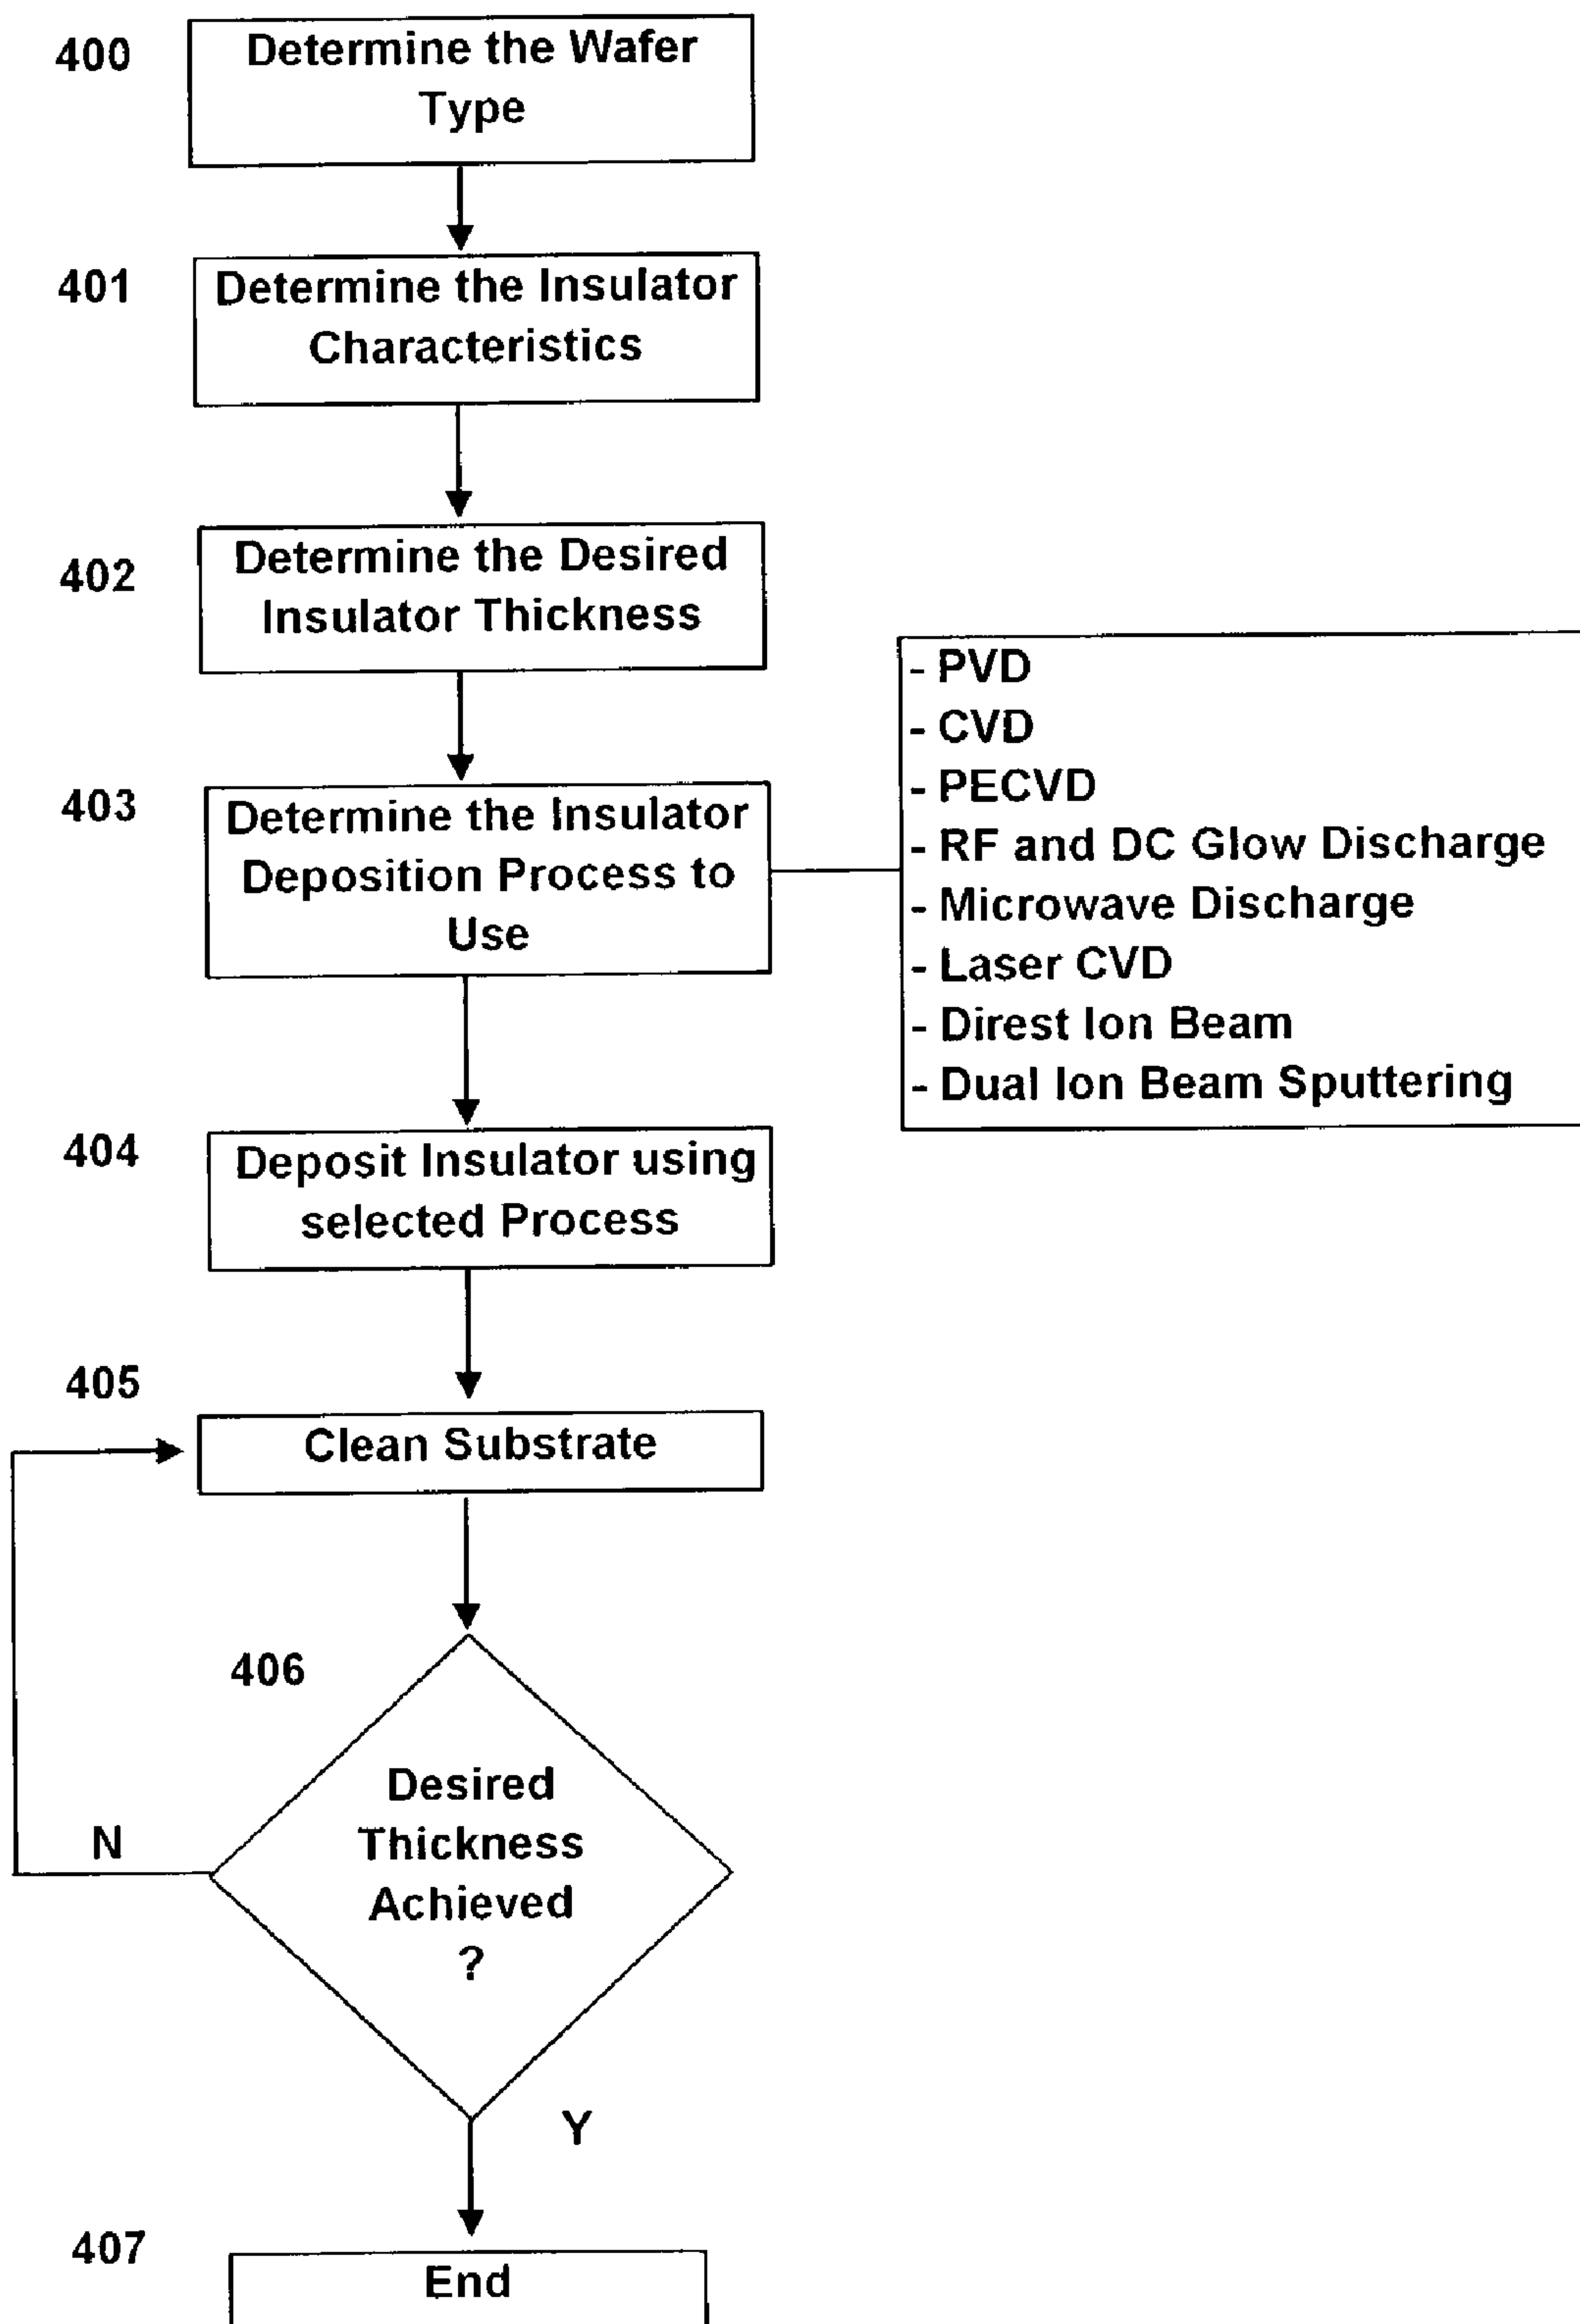 400
Determine the Wafer
Type
401
Determine the Insulator
Characteristics
402
Determine the Desired
Insulator Thickness
403
Determine the Insulator
Deposition Process to
Use
- PVD
- CVD
- PECVD
- RF and DC Glow Discharge
- Microwave Discharge
- Laser CVD
- Direst Ion Beam
- Dual Ion Beam Sputtering
404
Deposit Insulator using
selected Process
405
Clean Substrate
406
Desired
Thickness
Achieved
?
N
Y
407
End